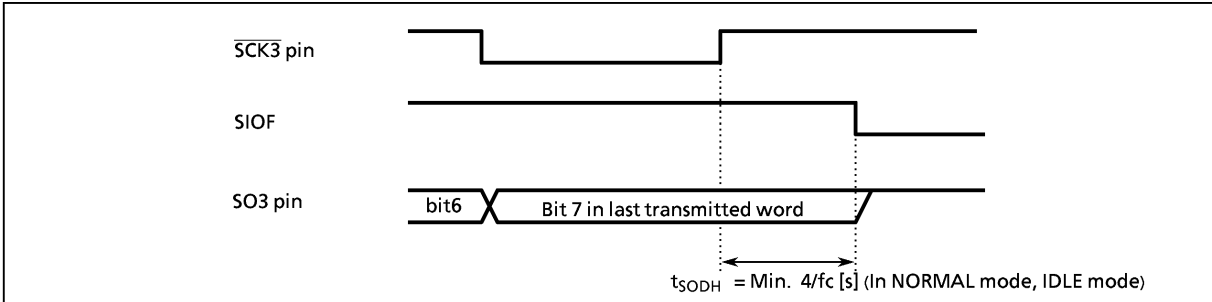 SCK3 pin
SIOF
SO3 pin
bit6
Bit 7 in last transmitted word
tSODH = Min. 4/fc [s] (In NORMAL mode, IDLE mode)